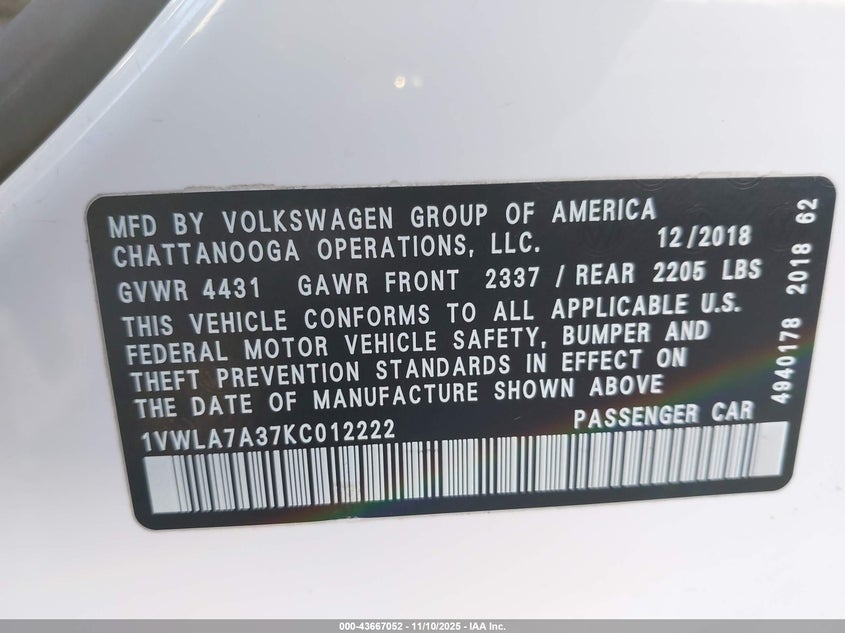 MFD BY VOLKSWAGEN GROUP OF AMERICA
CHATTANOOGA OPERATIONS, LLC. 12/2018
GVWR 4431 GAWR FRONT 2337 / REAR 2205 LBS
THIS VEHICLE CONFORMS TO ALL APPLICABLE U.S.
FEDERAL MOTOR VEHICLE SAFETY, BUMPER AND
THEFT PREVENTION STANDARDS IN EFFECT ON
THE DATE OF MANUFACTURE SHOWN ABOVE
1VWLA7A37KC012222 PASSENGER CAR
4940178 2018 62
000-43667052 - 11/10/2025 - IAA Inc.